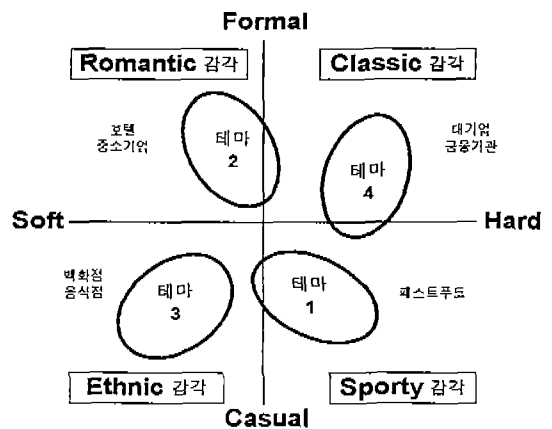 Formal
Romantic 감각
Classic 감각
호텔
중소기업
테마
2
테마
4
대기업
금융기관
Soft
Hard
백화점
음식점
테마
3
테마
1
패스트푸드
Ethnic 감각
Sporty 감각
Casual